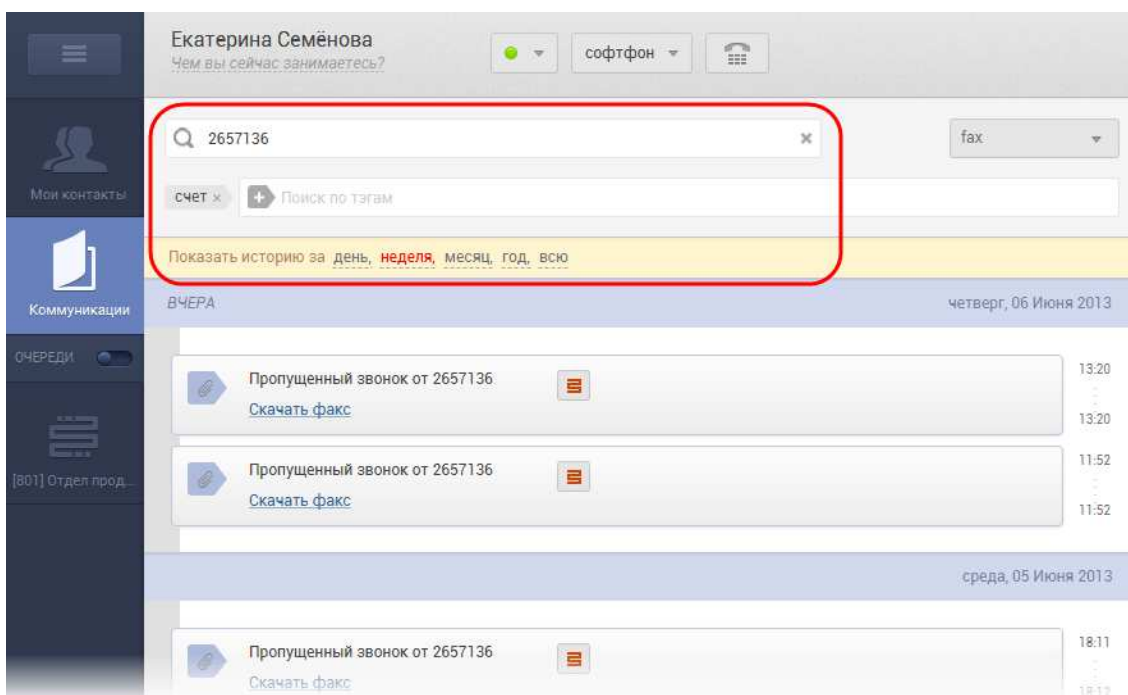 Екатерина Семёнова
Чем вы сейчас занимаетесь?
софтфон
2657136
fax
Мои контакты
счет ×
Поиск по тэгам
Показать историю за день, неделя, месяц, год, всю
Коммуникации
ВЧЕРА
четверг, 06 Июня 2013
ОЧЕРЕДИ
Пропущенный звонок от 2657136
13:20
Скачать факс
13:20
Пропущенный звонок от 2657136
11:52
[801] Отдел прод...
Скачать факс
11:52
среда, 05 Июня 2013
Пропущенный звонок от 2657136
18:11
Скачать факс
18:12